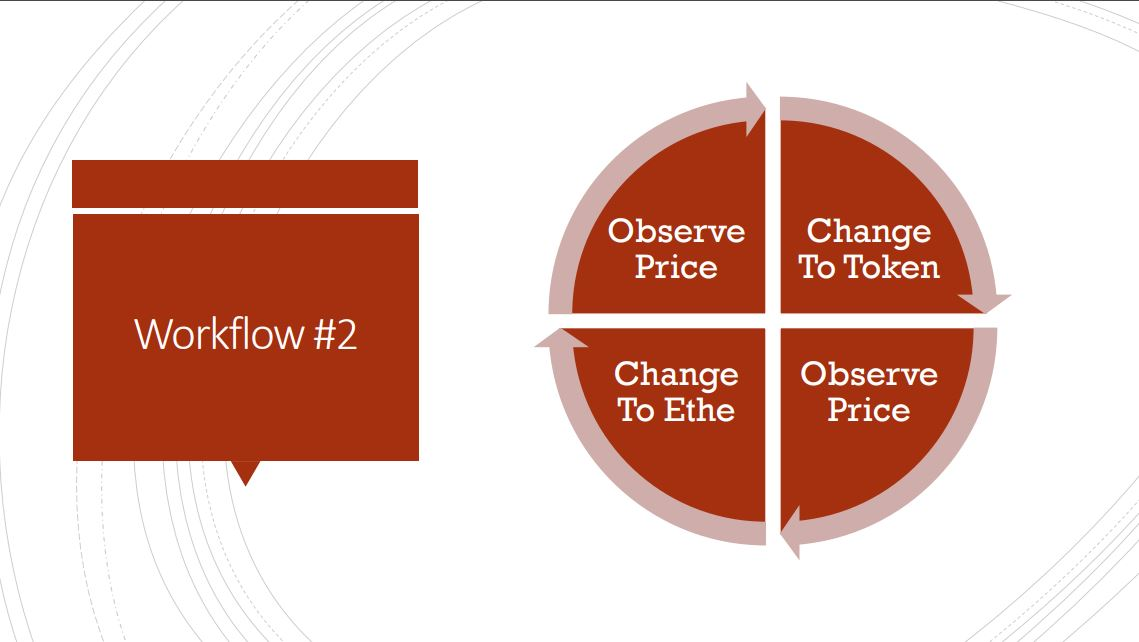 Workflow #2
Observe
Price
Change
To Token
Change
To Ethe
Observe
Price